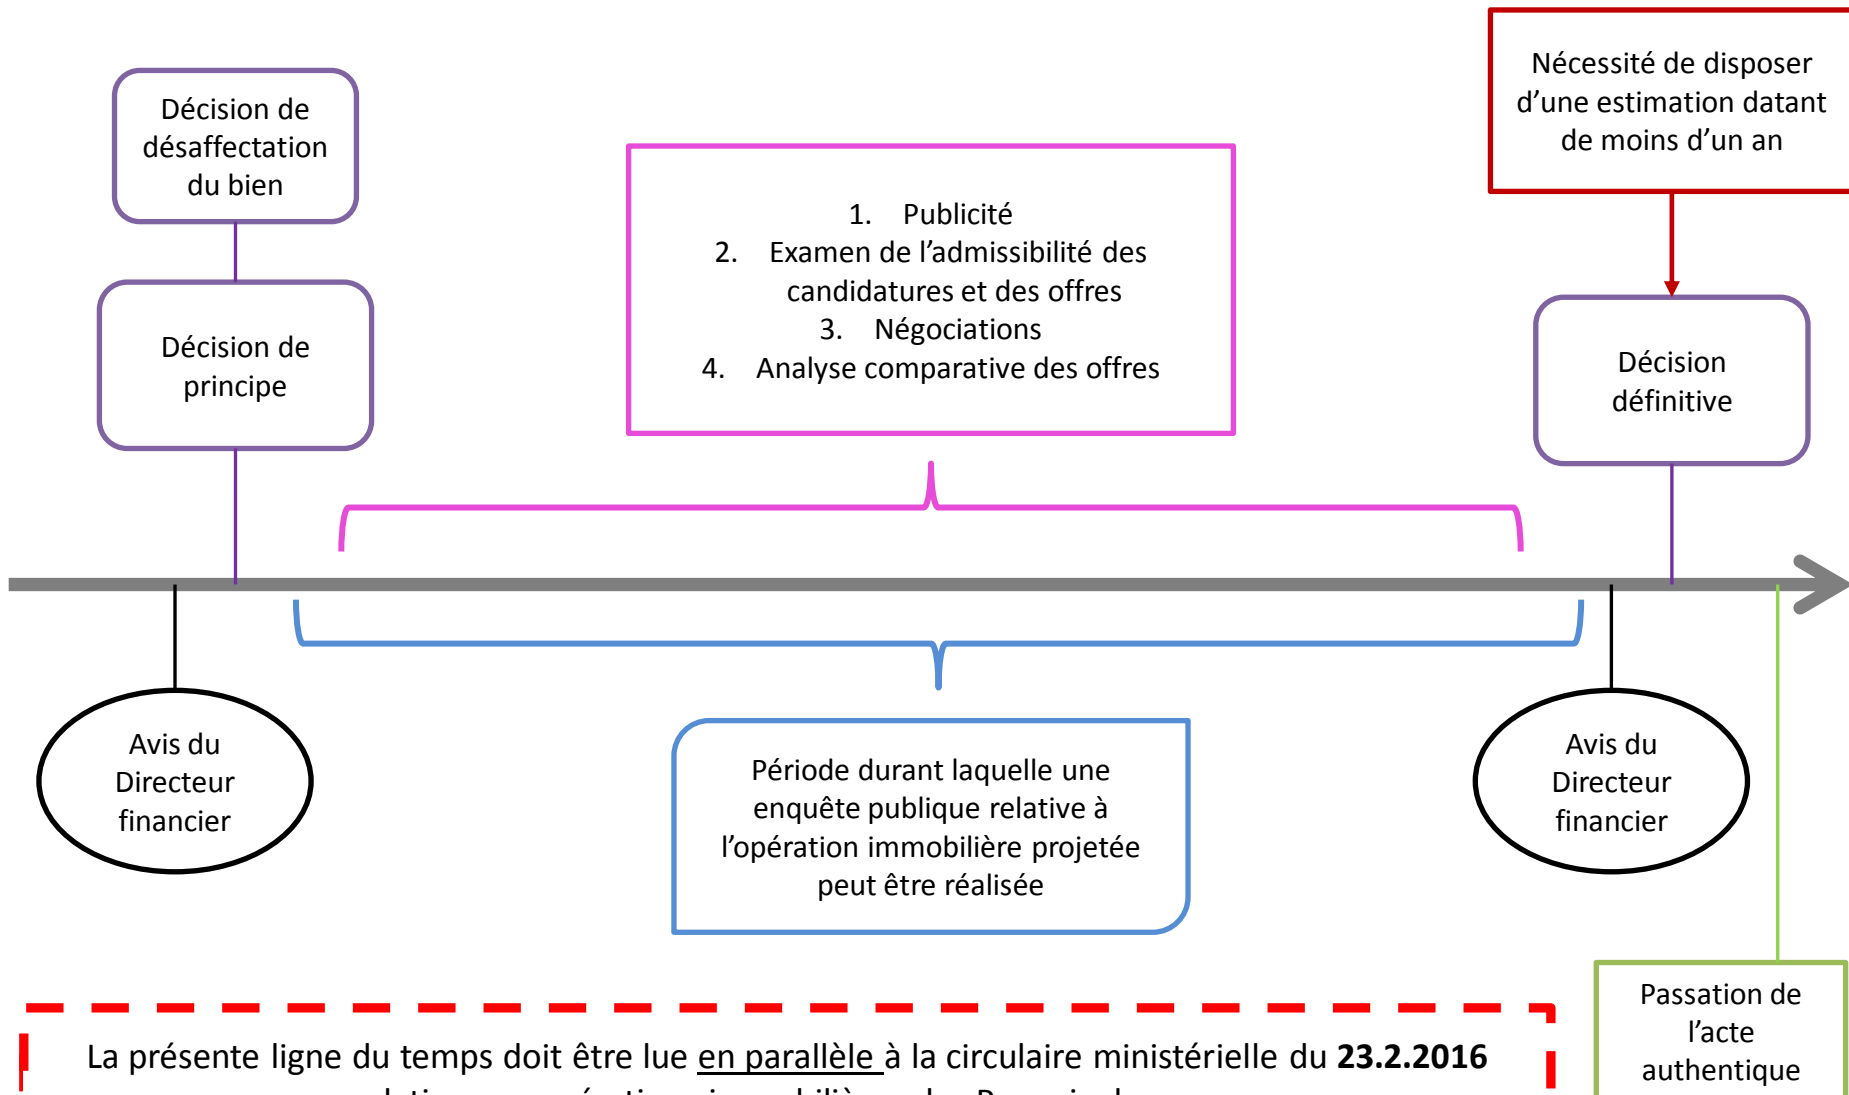 Décision de
désaffectation
du bien
Décision de
principe
1. Publicité
2. Examen de l’admissibilité des
candidatures et des offres
3. Négociations
4. Analyse comparative des offres
Nécessité de disposer
d’une estimation datant
de moins d’un an
Décision
définitive
Avis du
Directeur
financier
Période durant laquelle une
enquête publique relative à
l’opération immobilière projetée
peut être réalisée
Avis du
Directeur
financier
Passation de
l’acte
authentique
La présente ligne du temps doit être lue en parallèle à la circulaire ministérielle du 23.2.2016